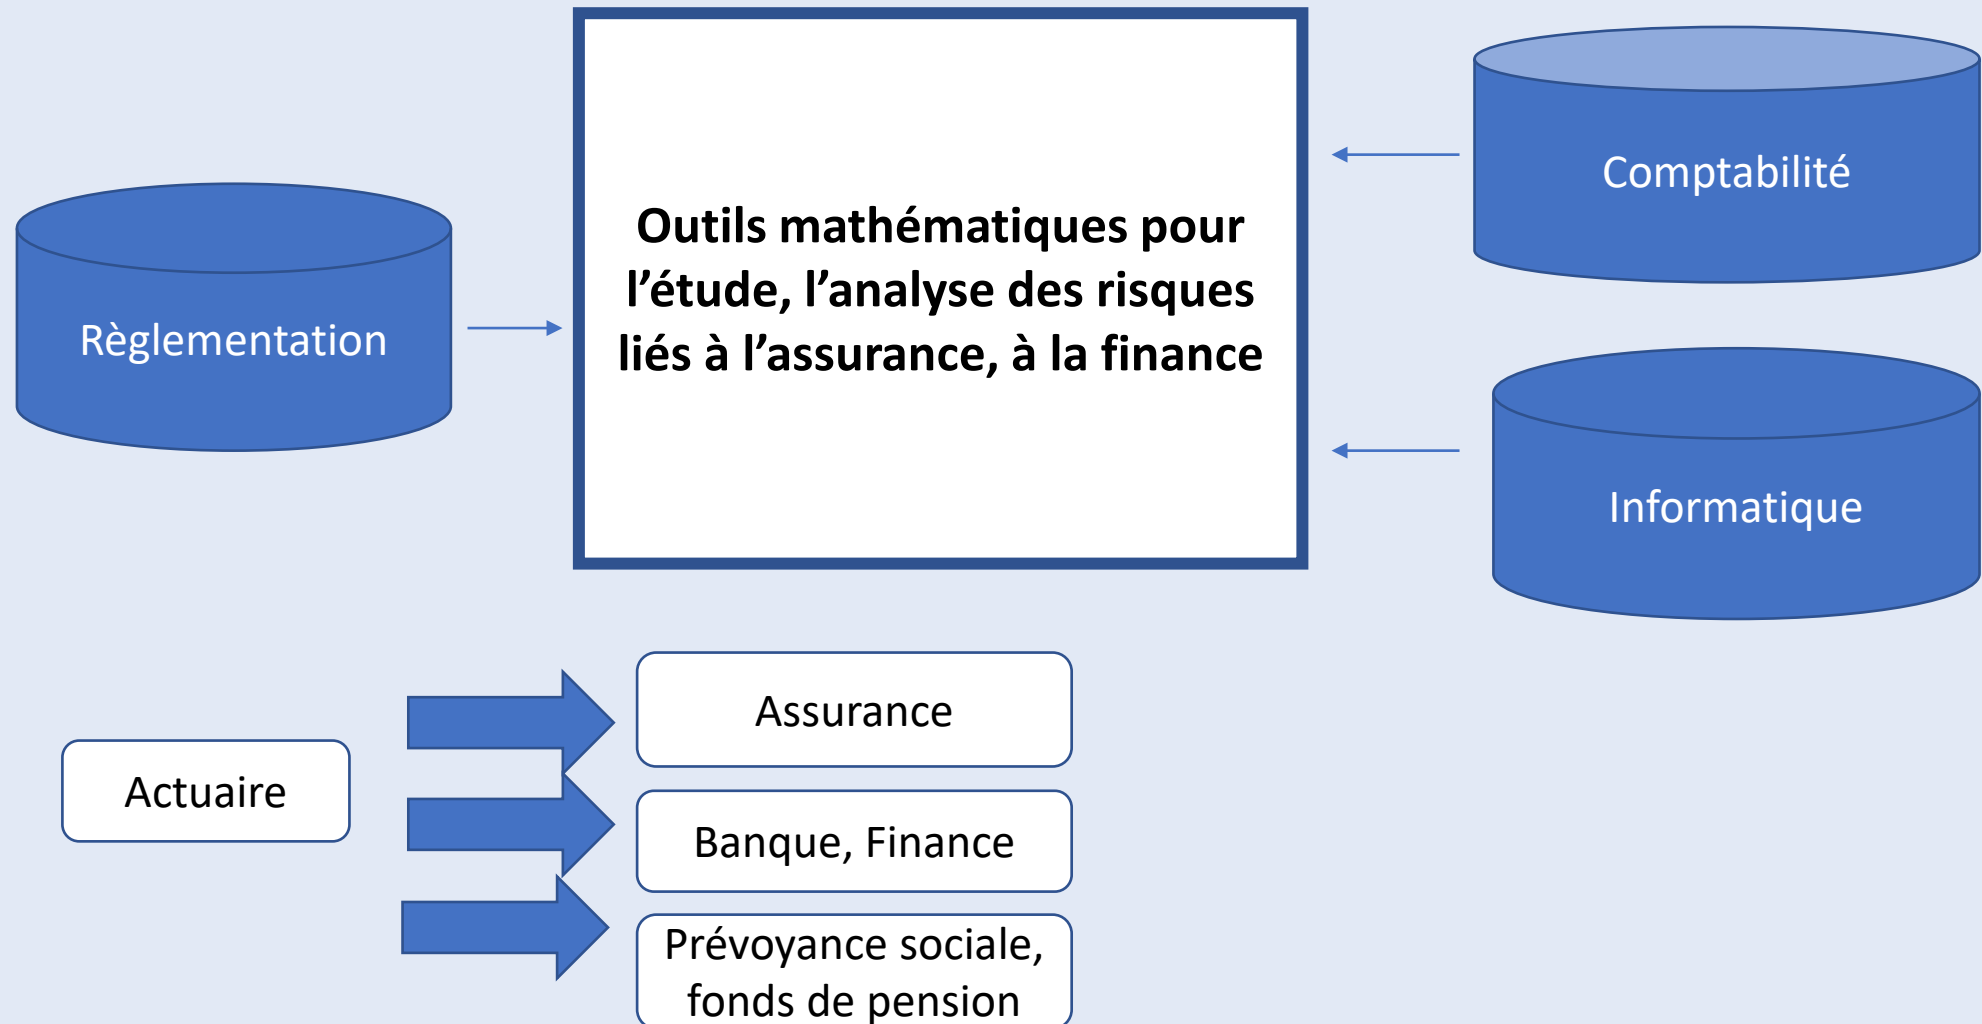 Règlementation
Outils mathématiques pour
l’étude, l’analyse des risques
liés à l’assurance, à la finance
Comptabilité
Informatique
Actuaire
Assurance
Banque, Finance
Prévoyance sociale,
fonds de pension